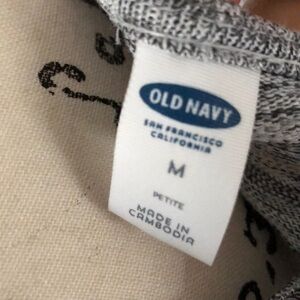 OLD NAVY
SAN FRANCISCO
CALIFORNIA
M
PETITE
MADE IN
CAMBODIA